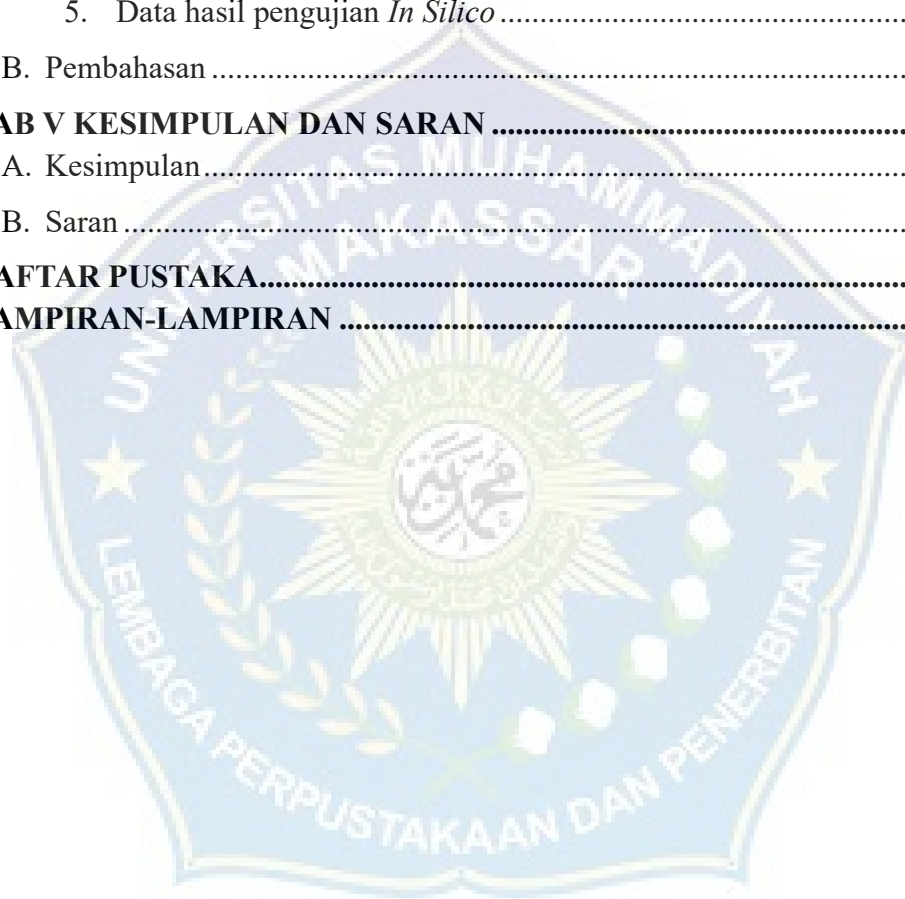 5. Data hasil pengujian In Silico ........................................................
B. Pembahasan ........................................................................................
AB V KESIMPULAN DAN SARAN ....................................................
A. Kesimpulan .........................................................................................
B. Saran ...................................................................................................
AFTAR PUSTAKA ..................................................................................
AMPIRAN-LAMPIRAN ........................................................................
UNIVERSITAS MUHAMMADIYAH
MAKASSAR
LEMBAGA PERPUSTAKAAN DAN PENERBITAN